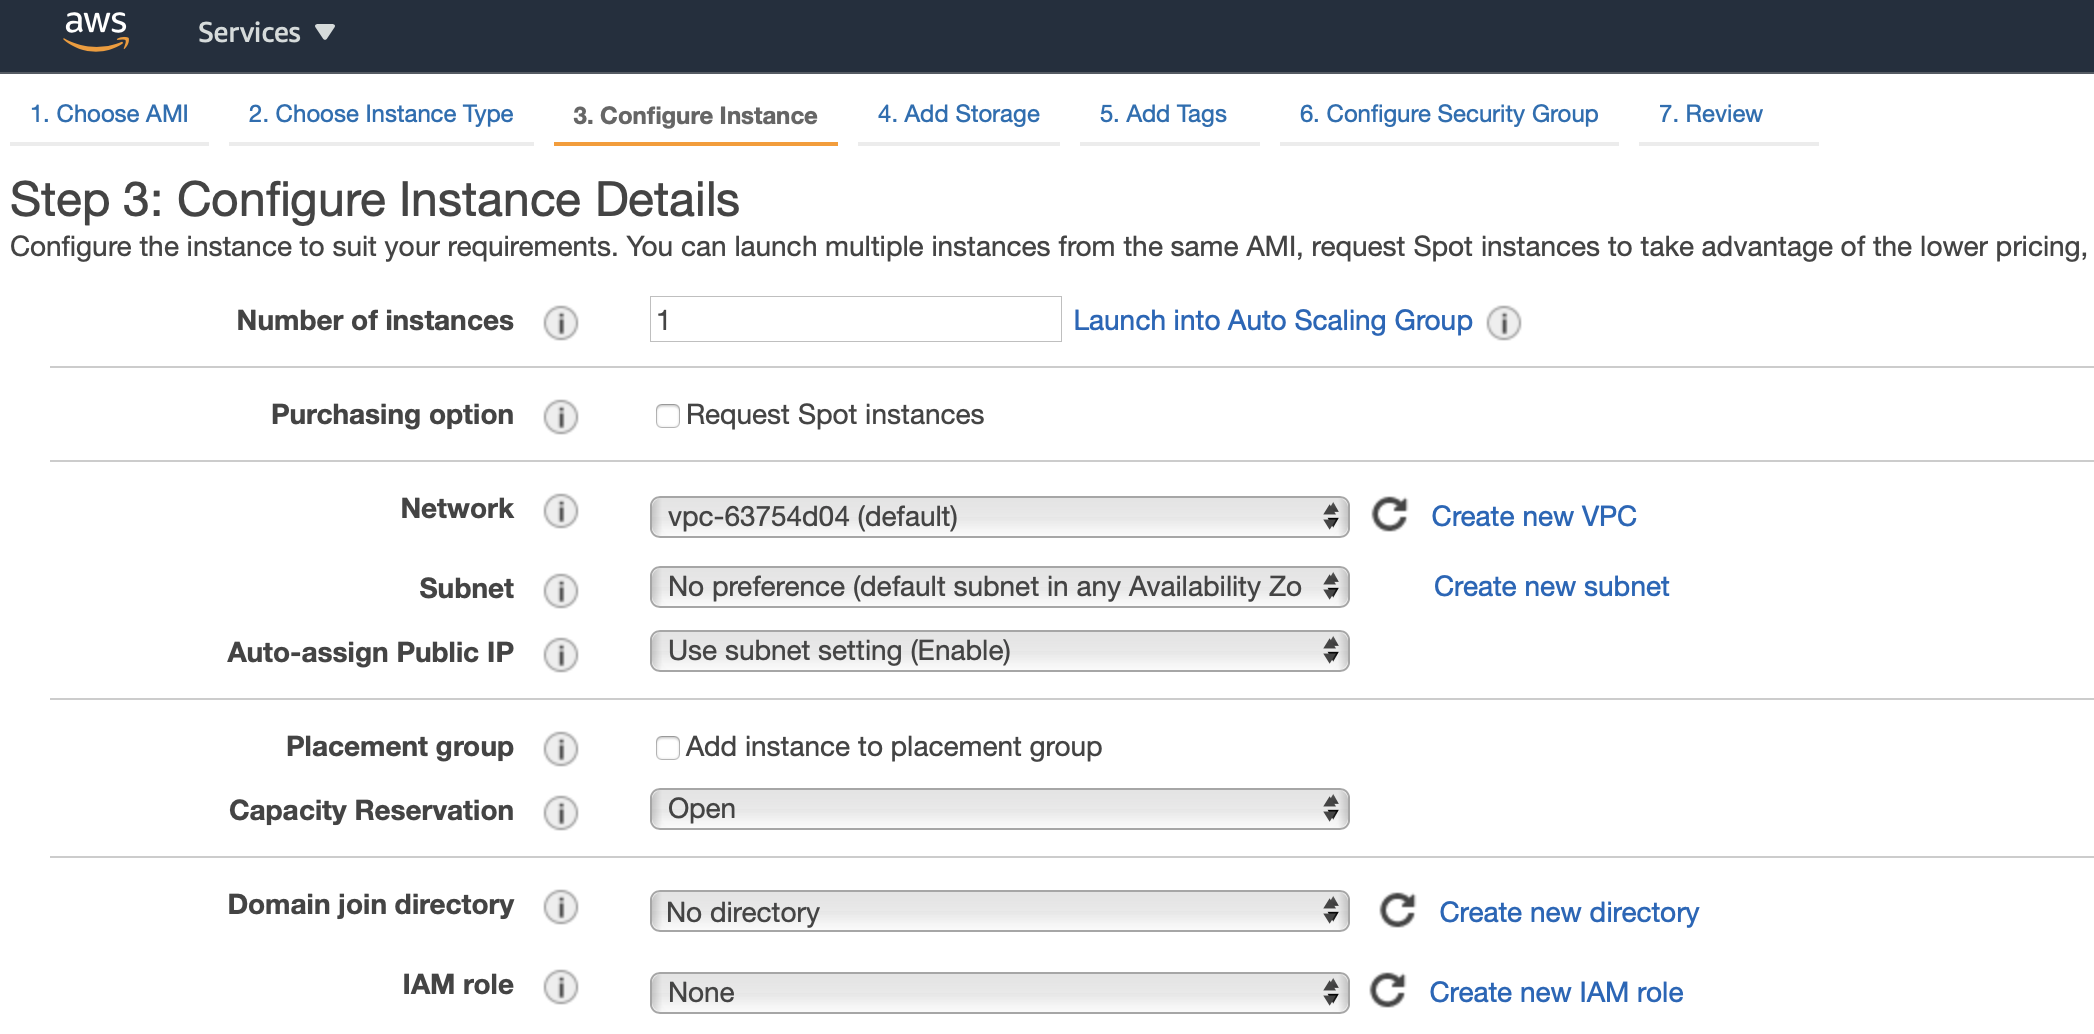 aws Services
1. Choose AMI 2. Choose Instance Type 3. Configure Instance 4. Add Storage 5. Add Tags 6. Configure Security Group 7. Review
Step 3: Configure Instance Details
Configure the instance to suit your requirements. You can launch multiple instances from the same AMI, request Spot instances to take advantage of the lower pricing,
Number of instances i 1 Launch into Auto Scaling Group i
Purchasing option i Request Spot instances
Network i vpc-63754d04 (default) Create new VPC
Subnet i No preference (default subnet in any Availability Zo Create new subnet
Auto-assign Public IP i Use subnet setting (Enable)
Placement group i Add instance to placement group
Capacity Reservation i Open
Domain join directory i No directory Create new directory
IAM role i None Create new IAM role